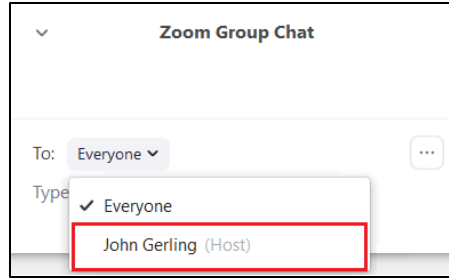 Zoom Group Chat
To: Everyone
Type
Everyone
John Gerling (Host)